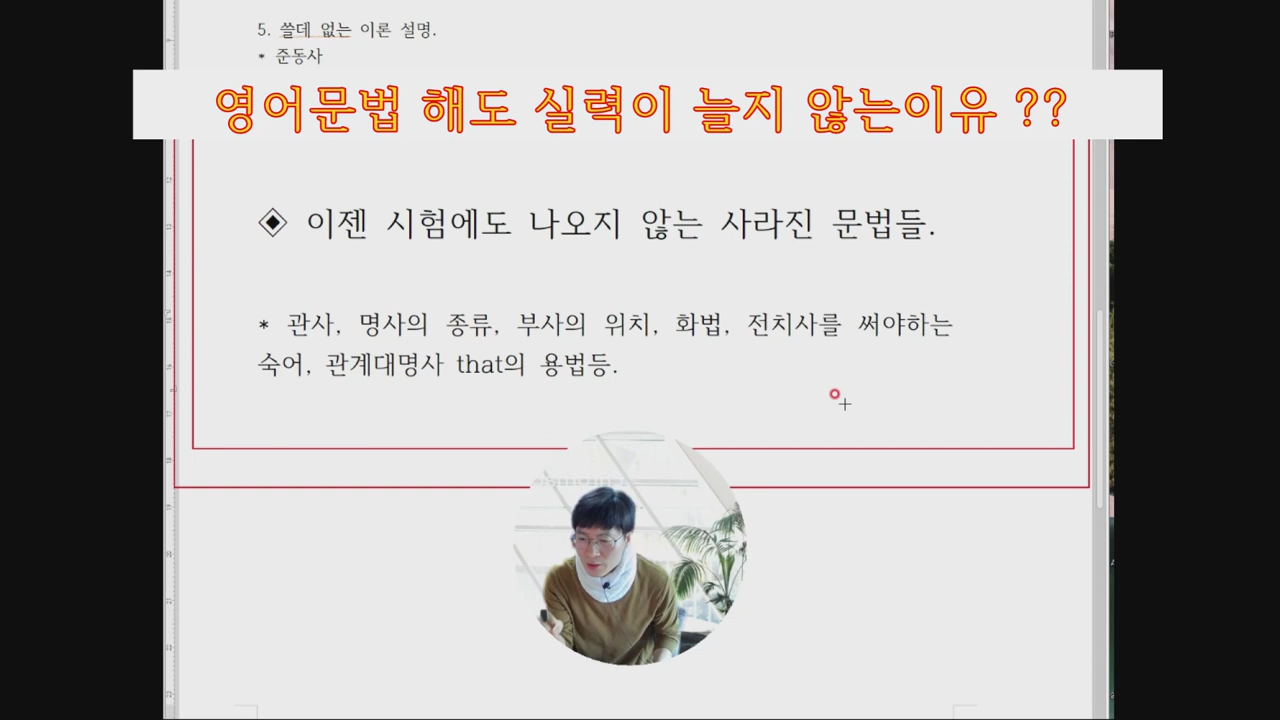 5. 쓸데 없는 이론 설명.
* 준동사
영어문법 해도 실력이 늘지 않는이유 ??
◈ 이젠 시험에도 나오지 않는 사라진 문법들.
* 관사, 명사의 종류, 부사의 위치, 화법, 전치사를 써야하는
숙어, 관계대명사 that의 용법등.